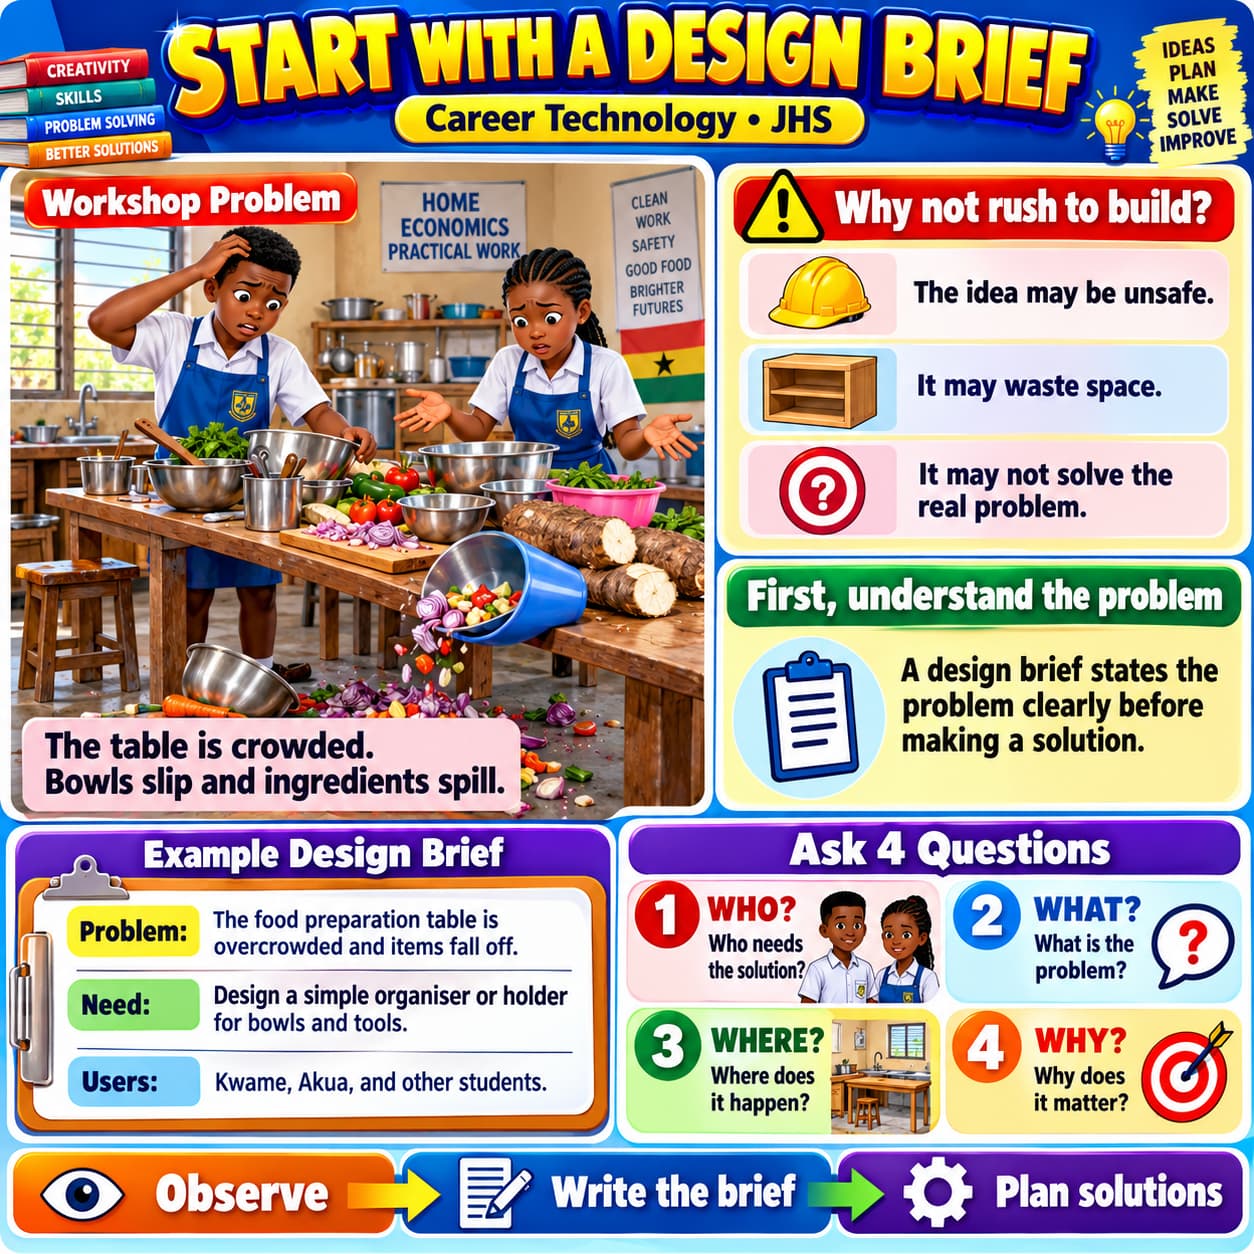 CREATIVITY
SKILLS
PROBLEM SOLVING
BETTER SOLUTIONS
START WITH A DESIGN BRIEF
Career Technology • JHS
IDEAS
PLAN
MAKE
SOLVE
IMPROVE
Workshop Problem
HOME
ECONOMICS
PRACTICAL WORK
CLEAN
WORK
SAFETY
GOOD FOOD
BRIGHTER
FUTURES
The table is crowded.
Bowls slip and ingredients spill.
Why not rush to build?
The idea may be unsafe.
It may waste space.
?
It may not solve the
real problem.
First, understand the problem
A design brief states the
problem clearly before
making a solution.
Example Design Brief
Problem:
The food preparation table is
overcrowded and items fall off.
Need:
Design a simple organiser or holder
for bowls and tools.
Users:
Kwame, Akua, and other students.
Ask 4 Questions
1
WHO?
Who needs
the solution?
2
WHAT?
What is the
problem?
?
3
WHERE?
Where does
it happen?
4
WHY?
Why does
it matter?
Observe
Write the brief
Plan solutions